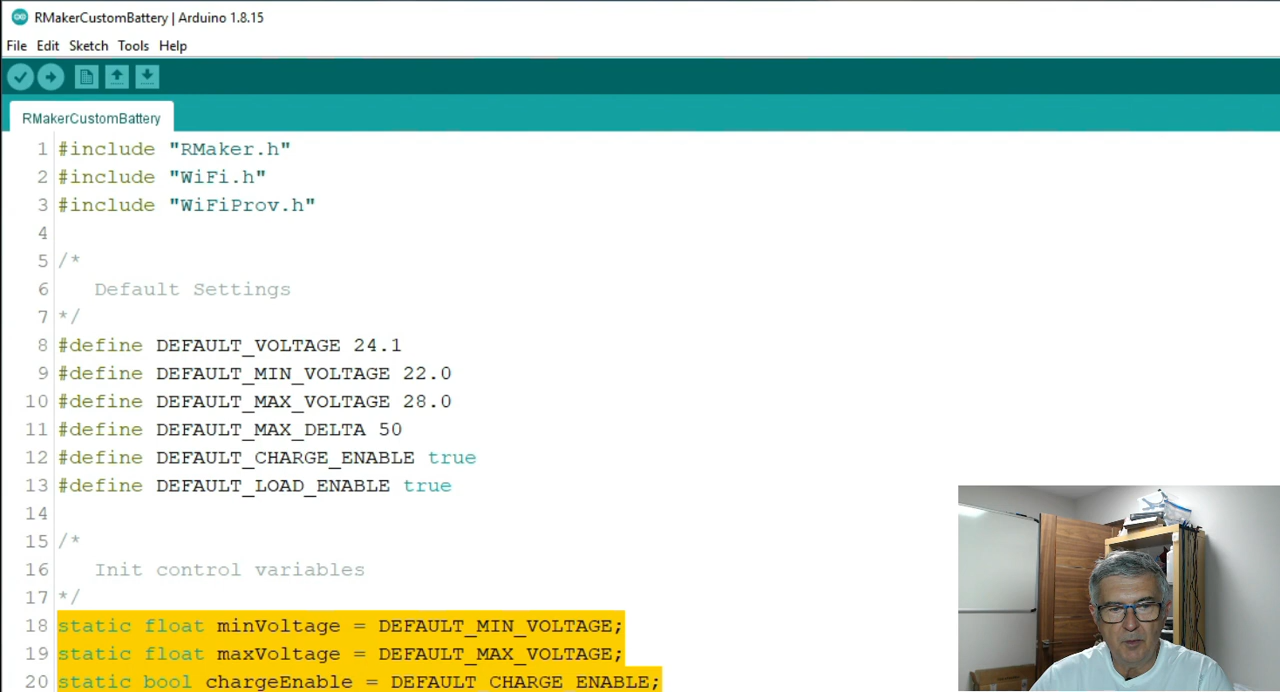 RMakerCustomBattery | Arduino 1.8.15
File Edit Sketch Tools Help
RMakerCustomBattery
1 #include "RMaker.h"
2 #include "WiFi.h"
3 #include "WiFiProv.h"
4
5 /*
6 Default Settings
7 */
8 #define DEFAULT_VOLTAGE 24.1
9 #define DEFAULT_MIN_VOLTAGE 22.0
10 #define DEFAULT_MAX_VOLTAGE 28.0
11 #define DEFAULT_MAX_DELTA 50
12 #define DEFAULT_CHARGE_ENABLE true
13 #define DEFAULT_LOAD_ENABLE true
14
15 /*
16 Init control variables
17 */
18 static float minVoltage = DEFAULT_MIN_VOLTAGE;
19 static float maxVoltage = DEFAULT_MAX_VOLTAGE;
20 static bool chargeEnable = DEFAULT_CHARGE_ENABLE;